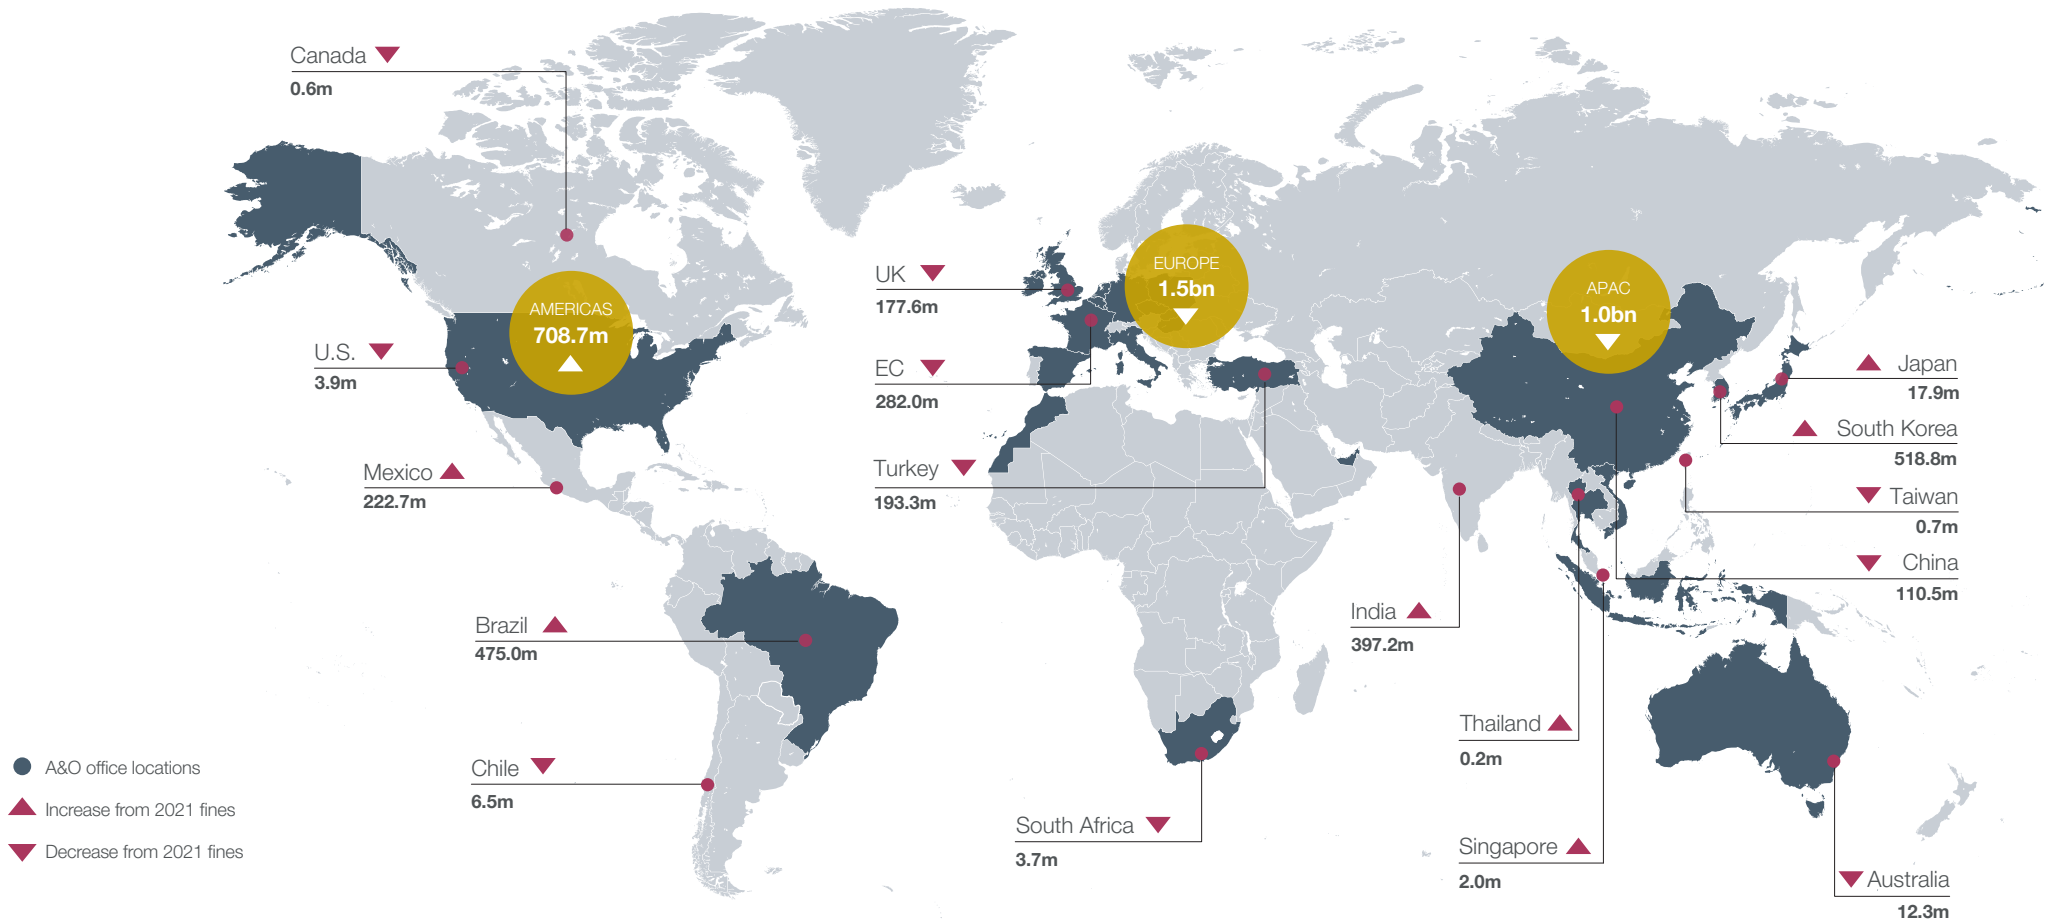 Canada
0.6m
AMERICAS
708.7m
U.S.
3.9m
Mexico
222.7m
Brazil
475.0m
Chile
6.5m
UK
177.6m
EUROPE
1.5bn
EC
282.0m
Turkey
193.3m
South Africa
3.7m
APAC
1.0bn
Japan
17.9m
South Korea
518.8m
Taiwan
0.7m
China
110.5m
India
397.2m
Thailand
0.2m
Singapore
2.0m
Australia
12.3m
A&O office locations
Increase from 2021 fines
Decrease from 2021 fines